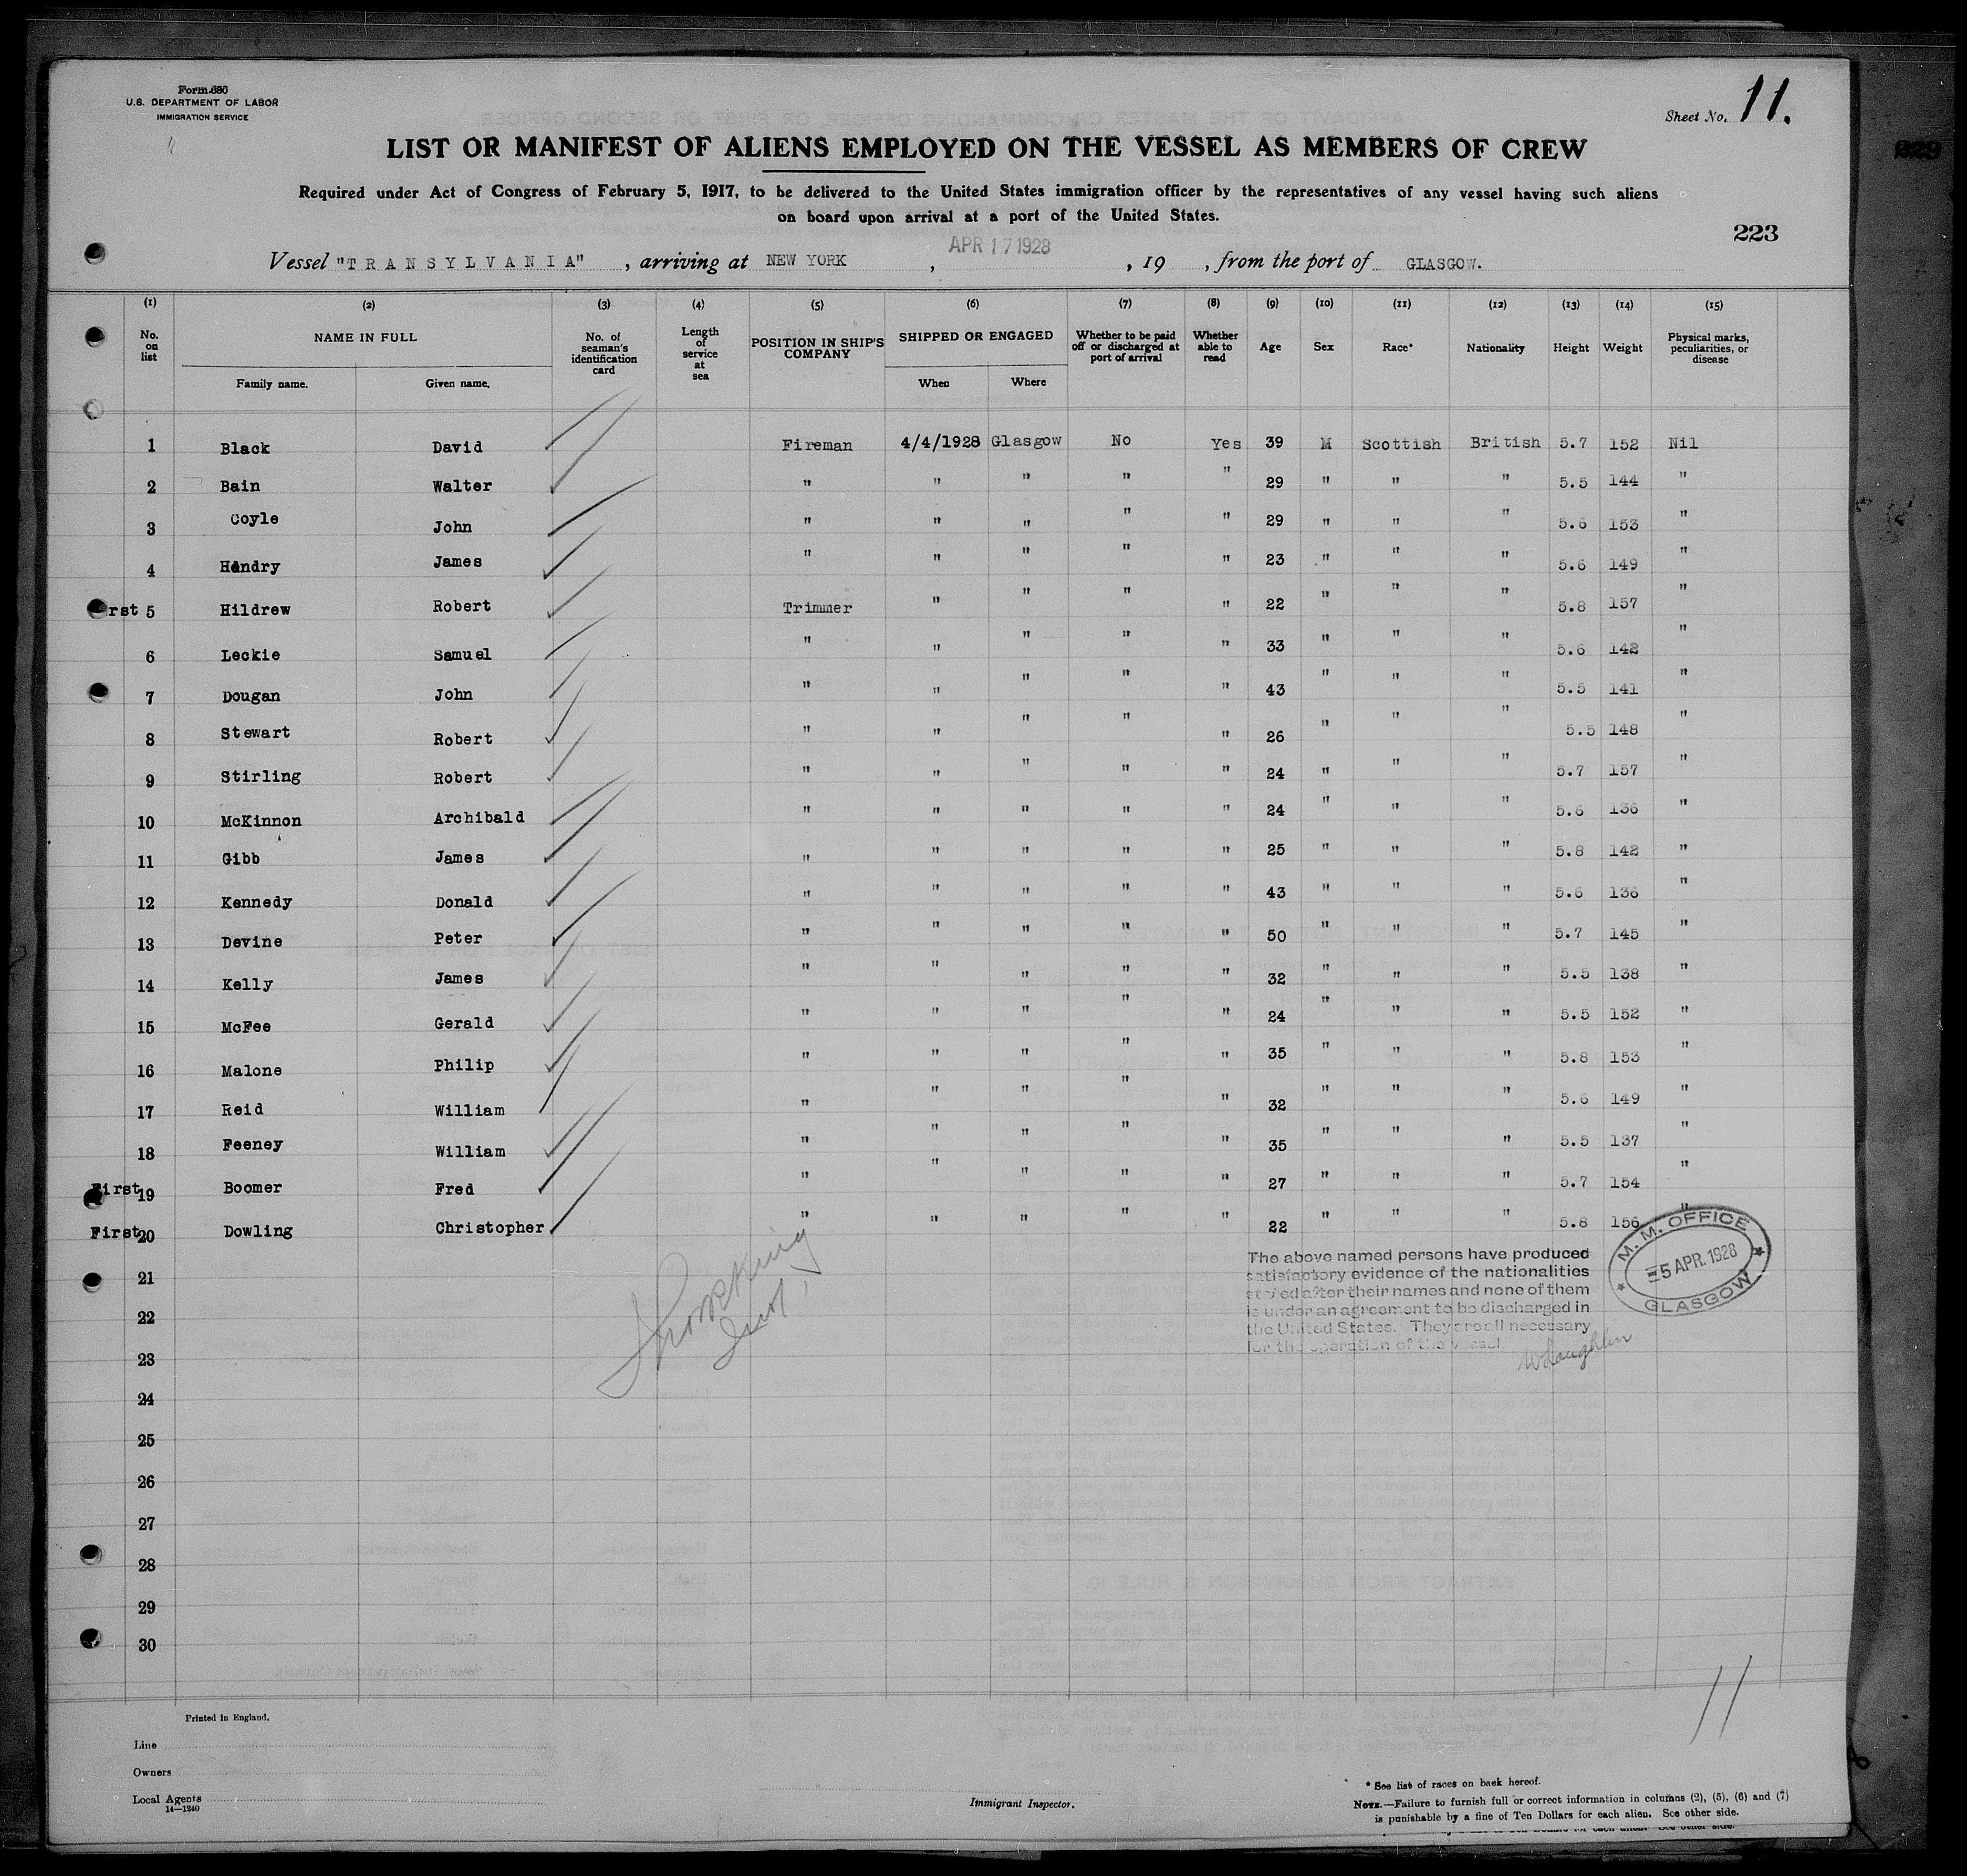 Form 680
U.S. DEPARTMENT OF LABOR
IMMIGRATION SERVICE
Sheet No. 11.
LIST OR MANIFEST OF ALIENS EMPLOYED ON THE VESSEL AS MEMBERS OF CREW
Required under Act of Congress of February 5, 1917, to be delivered to the United States immigration officer by the representatives of any vessel having such aliens
on board upon arrival at a port of the United States.
223
APR 17 1928
Vessel "TRANSYLVANIA", arriving at NEW YORK, , 19 , from the port of GLASGOW.
(1) (2) (3) (4) (5) (6) (7) (8) (9) (10) (11) (12) (13) (14) (15)
No. on list NAME IN FULL Family name. Given name. No. of seaman's identification card Length of service at sea POSITION IN SHIP'S COMPANY SHIPPED OR ENGAGED When Where Whether to be paid off or discharged at port of arrival Whether able to read Age Sex Race* Nationality Height Weight Physical marks, peculiarities, or disease
1 Black David Fireman 4/4/1928 Glasgow No Yes 39 M Scottish British 5.7 152 Nil
2 Bain Walter " " " " " 29 " " " 5.5 144 "
3 Coyle John " " " " " 29 " " " 5.6 153 "
4 Hendry James " " " " " 23 " " " 5.6 149 "
rst 5 Hildrew Robert Trimmer " " " " 22 " " " 5.8 157 "
6 Leckie Samuel " " " " " 33 " " " 5.6 142 "
7 Dougan John " " " " " 43 " " " 5.5 141 "
8 Stewart Robert " " " " " 26 " " " 5.5 148 "
9 Stirling Robert " " " " " 24 " " " 5.7 157 "
10 McKinnon Archibald " " " " " 24 " " " 5.6 136 "
11 Gibb James " " " " " 25 " " " 5.8 142 "
12 Kennedy Donald " " " " " 43 " " " 5.6 136 "
13 Devine Peter " " " " " 50 " " " 5.7 145 "
14 Kelly James " " " " " 32 " " " 5.5 138 "
15 McFee Gerald " " " " " 24 " " " 5.5 152 "
16 Malone Philip " " " " " 35 " " " 5.8 153 "
17 Reid William " " " " " 32 " " " 5.6 149 "
18 Feeney William " " " " " 35 " " " 5.5 137 "
First 19 Boomer Fred " " " " " 27 " " " 5.7 154 "
First 20 Dowling Christopher " " " " " 22 " " " 5.8 156 "
21
22
23
24
25
26
27
28
29
30
The above named persons have produced
satisfactory evidence of the nationalities
stated after their names and none of them
is under an agreement to be discharged in
the United States. They are all necessary
for the operation of the vessel
M. M. OFFICE
5 APR. 1928
GLASGOW
11
Printed in England.
Line
Owners
Local Agents
14—1240
Immigrant Inspector.
* See list of races on back hereof.
NOTE.—Failure to furnish full or correct information in columns (2), (5), (6) and (7)
is punishable by a fine of Ten Dollars for each alien. See other side.